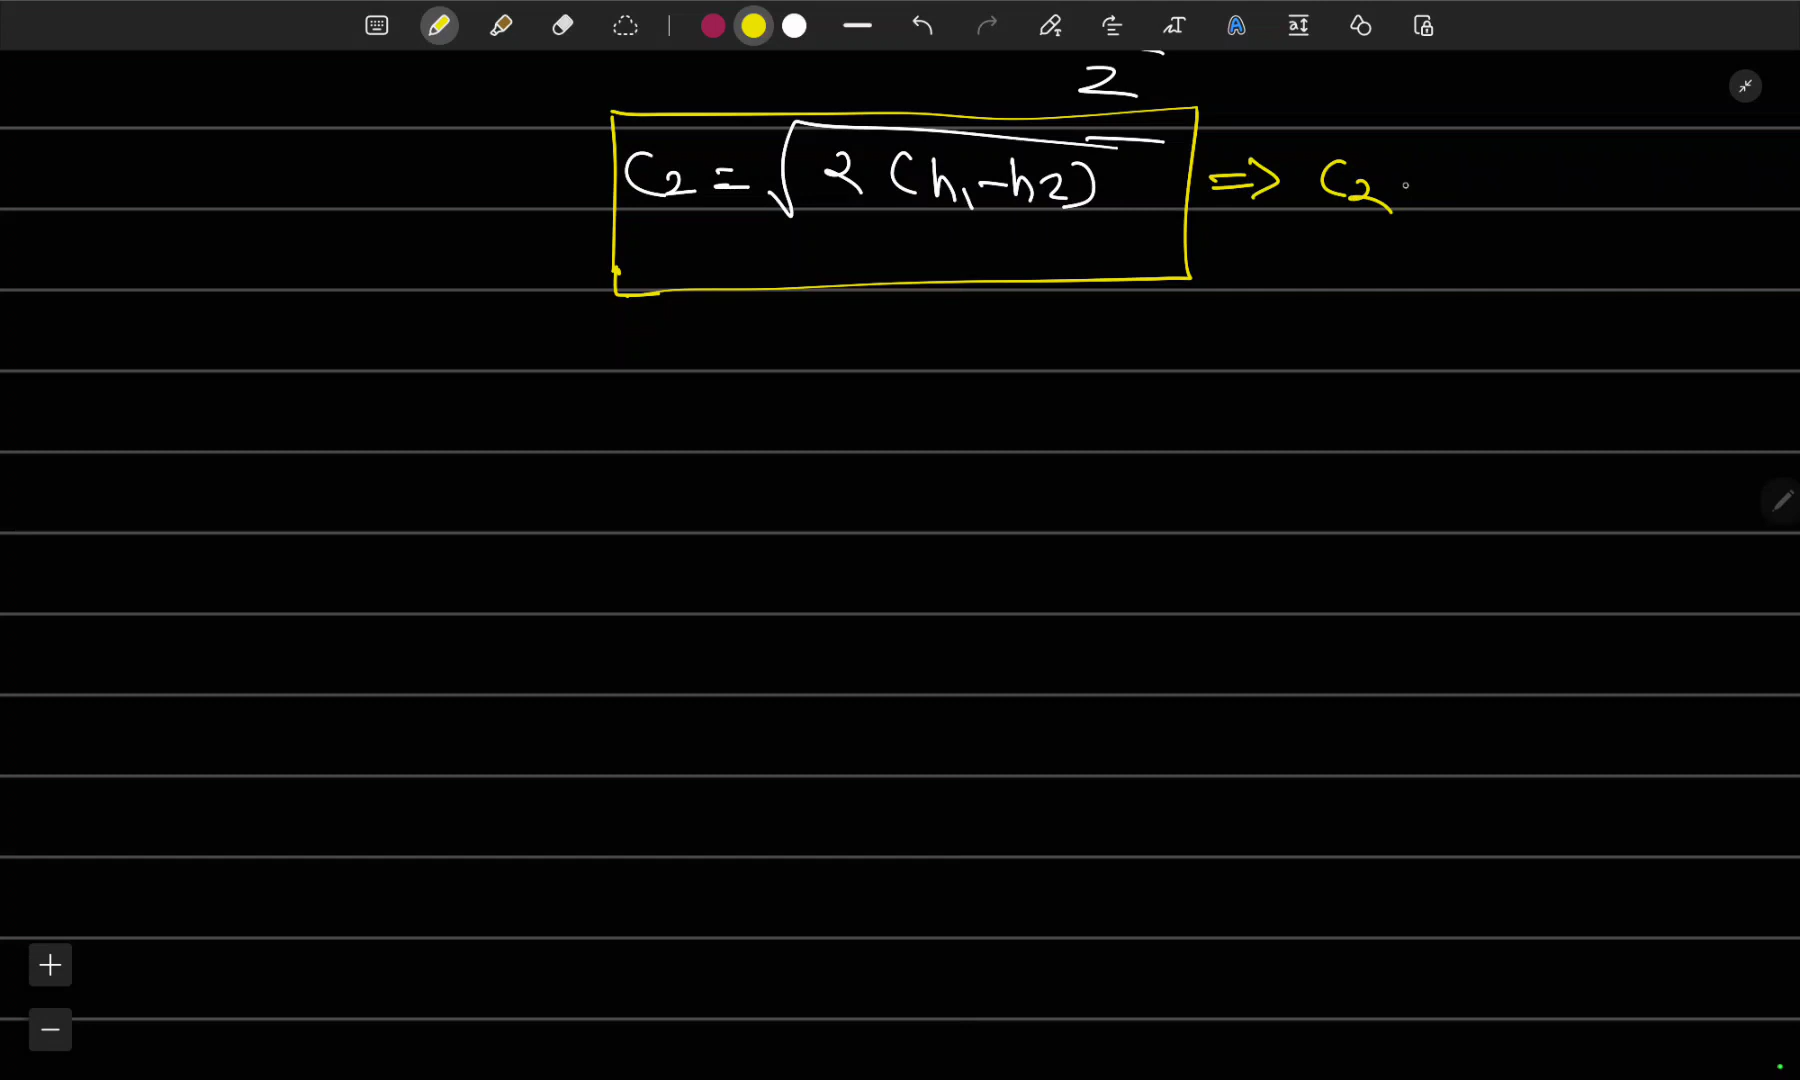 2
C₂ = √2 (h₁-h2) => C₂